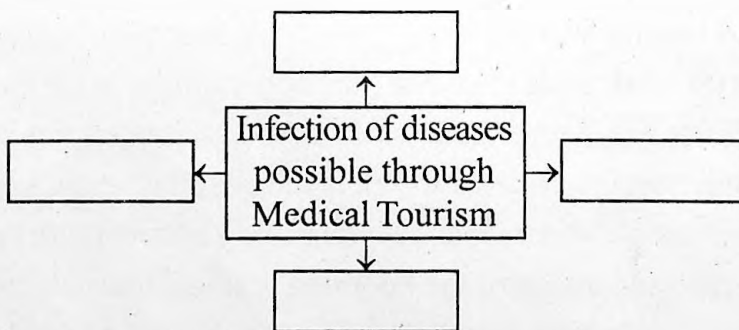 Infection of diseases
possible through
Medical Tourism